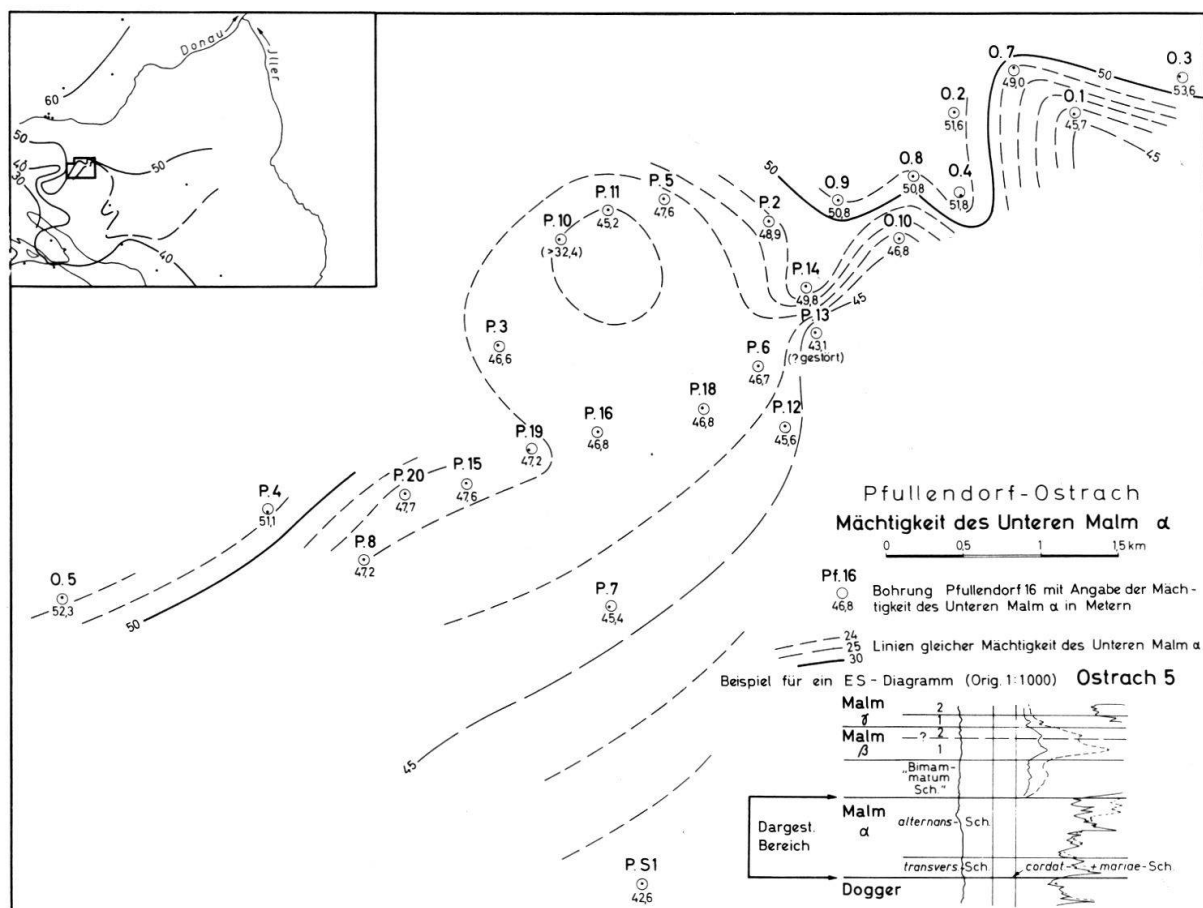 Donau
Iller
60
50
50
40
30
40
O.7
49,0
O.3
50
53,6
O.2
51,6
O.1
45,7
45
O.8
50,8
O.4
51,8
50
O.9
50,8
O.10
46,8
P.5
47,6
P.11
45,2
P.10
(>32,4)
P.2
48,9
P.14
49,8
45
P.13
43,1
(?gestört)
P.3
46,6
P.6
46,7
P.18
46,8
P.12
45,6
P.16
46,8
P.19
47,2
P.15
47,6
P.20
47,7
P.4
51,1
P.8
47,2
O.5
52,3
50
P.7
45,4
45
P.S1
42,6
Pfullendorf-Ostrach
Mächtigkeit des Unteren Malm α
0 0,5 1 1,5 km
Pf.16
46,8
Bohrung Pfullendorf 16 mit Angabe der Mäch-
tigkeit des Unteren Malm α in Metern
24
25
30
Linien gleicher Mächtigkeit des Unteren Malm α
Beispiel für ein ES-Diagramm (Orig. 1:1000) Ostrach 5
Malm
γ
2
1
Malm
β
? 2
1
„Bimam-
matum
Sch."
Malm
α
alternans-Sch.
Dargest.
Bereich
transvers.-Sch.
cordat.- + mariae-Sch.
Dogger